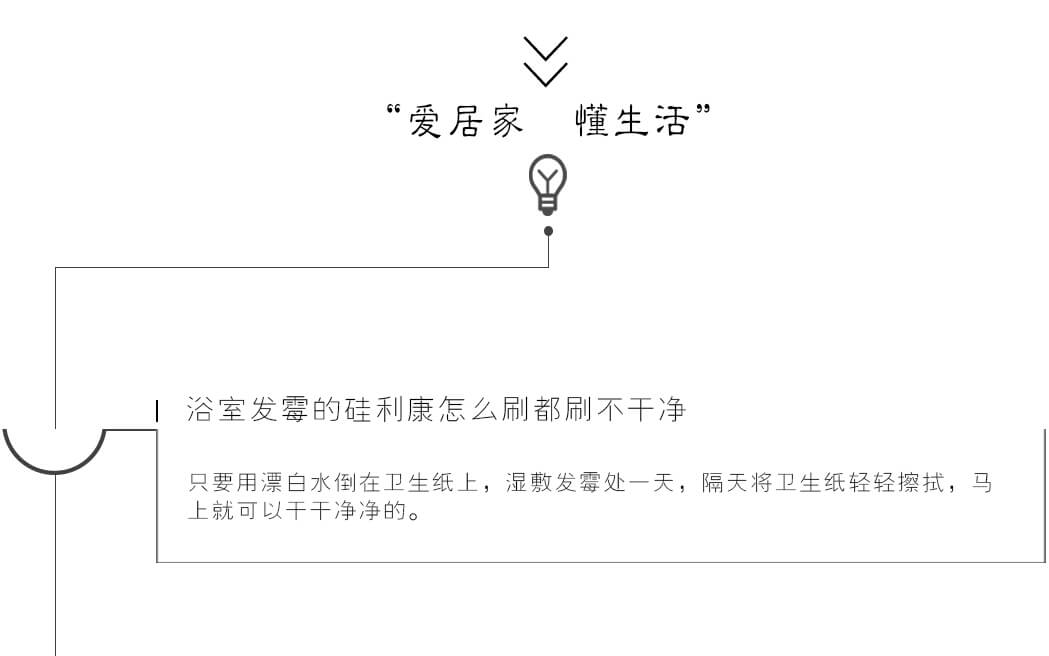 “爱居家 懂生活”
浴室发霉的硅利康怎么刷都刷不干净
只要用漂白水倒在卫生纸上，湿敷发霉处一天，隔天将卫生纸轻轻擦拭，马
上就可以干干净净的。